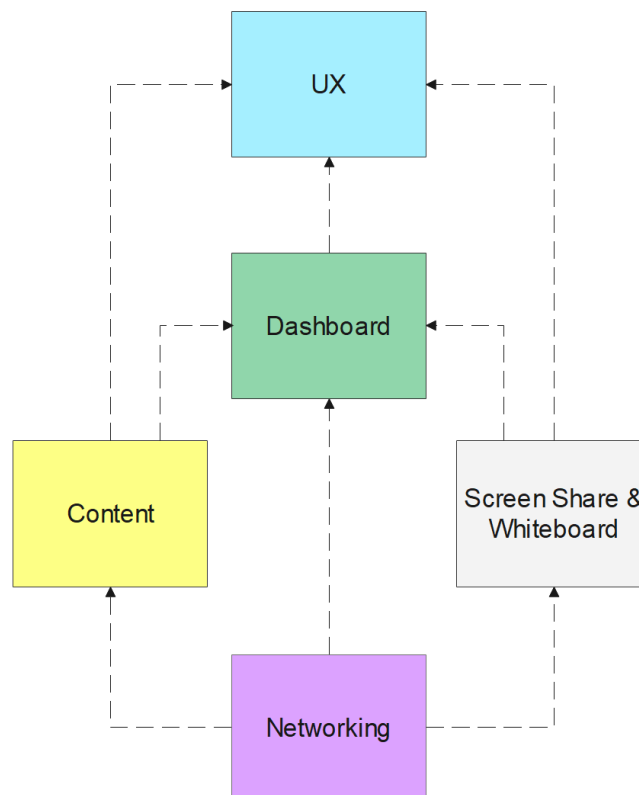 UX
Dashboard
Content
Screen Share &
Whiteboard
Networking